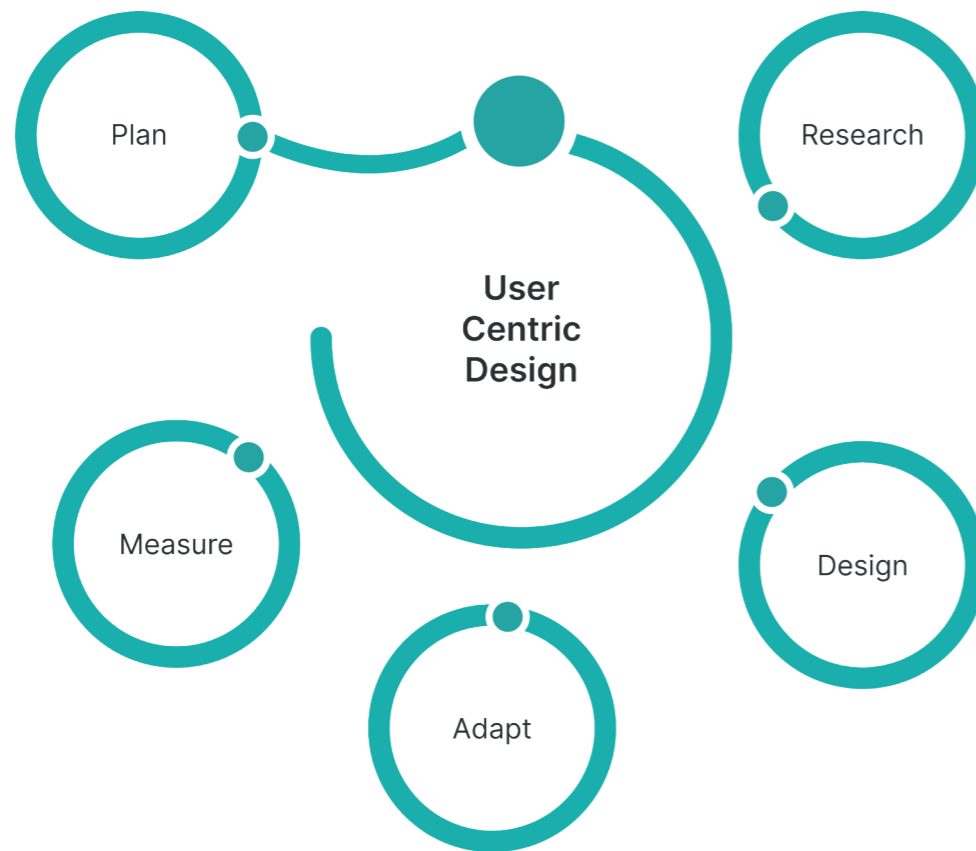 Plan
Research
User
Centric
Design
Measure
Design
Adapt